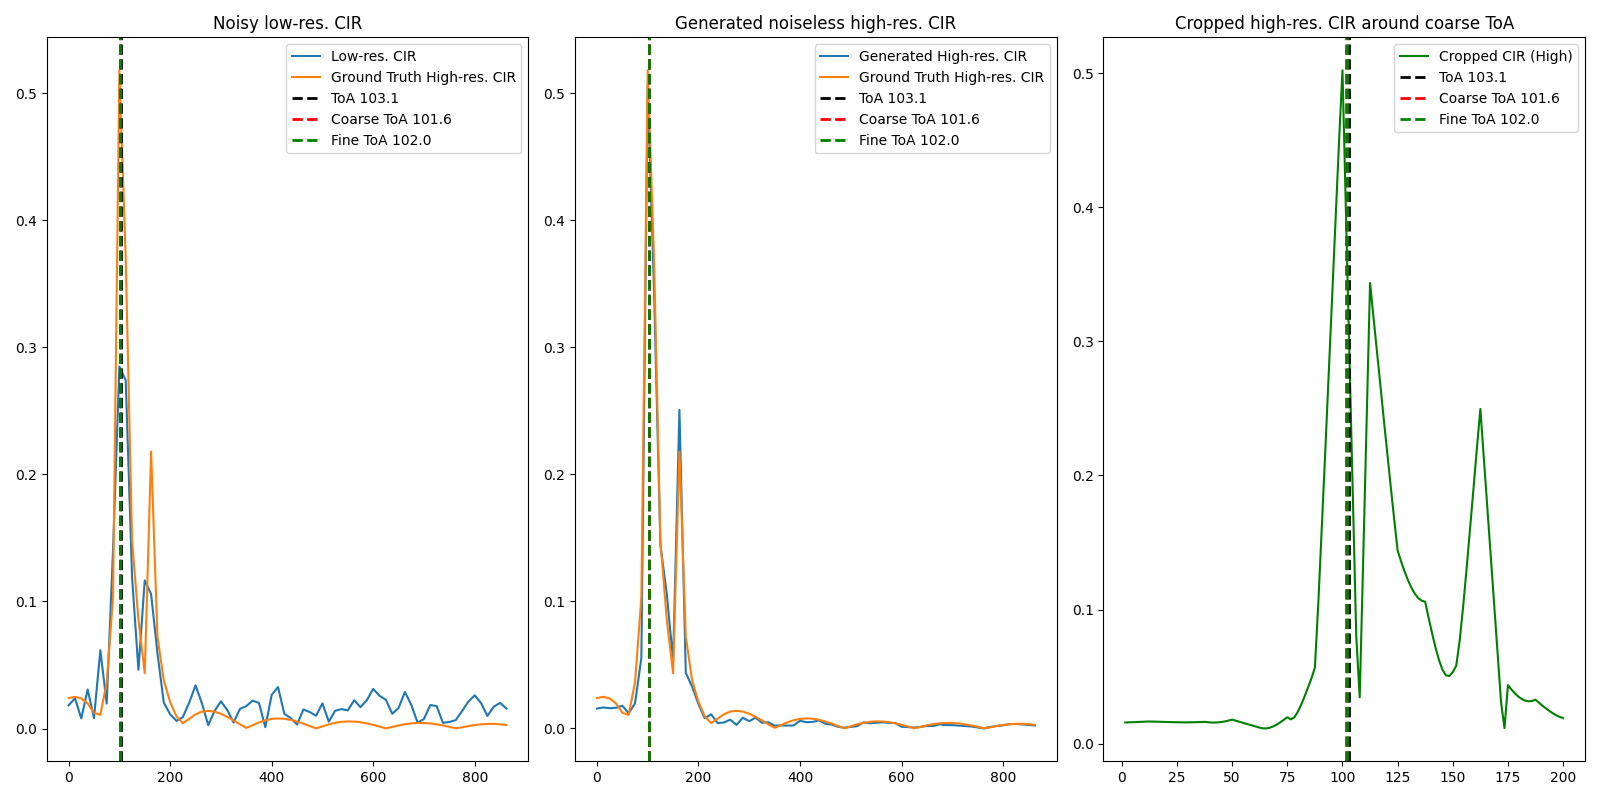 Noisy low-res. CIR
Low-res. CIR
Ground Truth High-res. CIR
ToA 103.1
Coarse ToA 101.6
Fine ToA 102.0
0.5
0.4
0.3
0.2
0.1
0.0
0 200 400 600 800
Generated noiseless high-res. CIR
Generated High-res. CIR
Ground Truth High-res. CIR
ToA 103.1
Coarse ToA 101.6
Fine ToA 102.0
0.5
0.4
0.3
0.2
0.1
0.0
0 200 400 600 800
Cropped high-res. CIR around coarse ToA
Cropped CIR (High)
ToA 103.1
Coarse ToA 101.6
Fine ToA 102.0
0.5
0.4
0.3
0.2
0.1
0.0
0 25 50 75 100 125 150 175 200